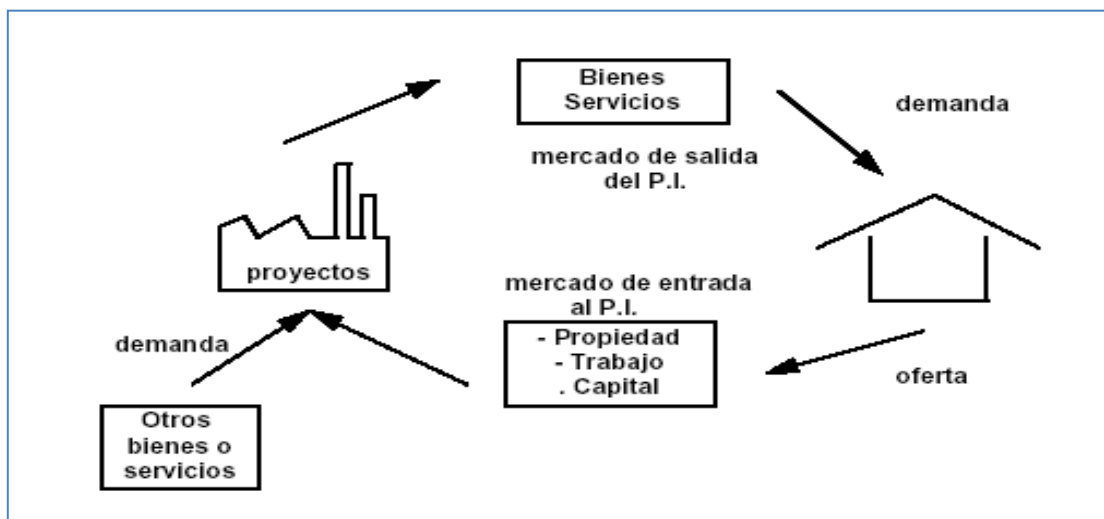 Bienes
Servicios
demanda
mercado de salida
del P.I.
proyectos
mercado de entrada
al P.I.
- Propiedad
- Trabajo
. Capital
demanda
oferta
Otros
bienes o
servicios